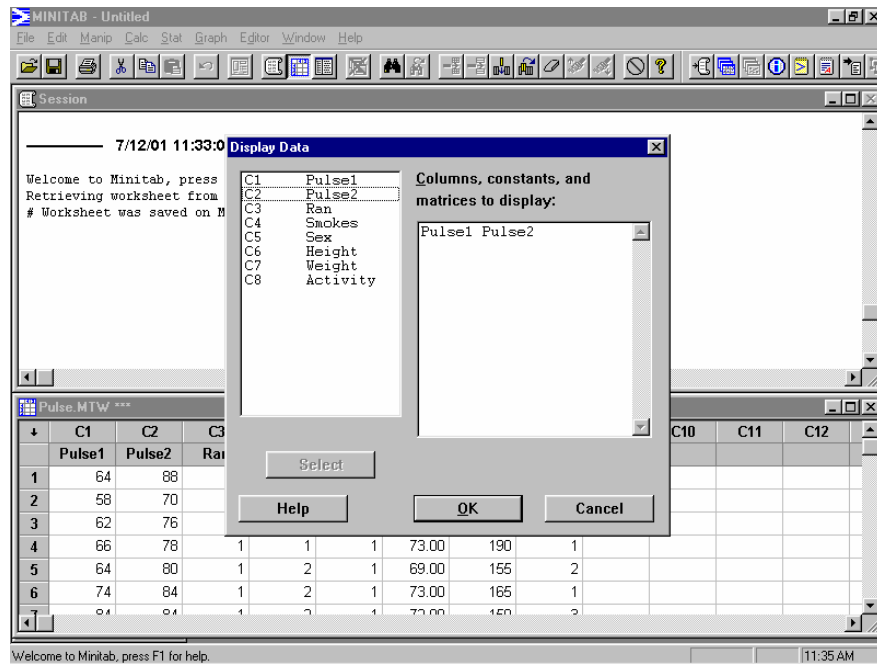 MINITAB - Untitled
File Edit Manip Calc Stat Graph Editor Window Help
Session
7/12/01 11:33:0
Welcome to Minitab, press
Retrieving worksheet from
# Worksheet was saved on M
Display Data
C1 Pulse1
C2 Pulse2
C3 Ran
C4 Smokes
C5 Sex
C6 Height
C7 Weight
C8 Activity
Columns, constants, and
matrices to display:
Pulse1 Pulse2
Select
Help OK Cancel
Pulse.MTW ***
C1 C2 C3 C10 C11 C12
Pulse1 Pulse2 Ra
1 64 88
2 58 70
3 62 76
4 66 78 1 1 1 73.00 190 1
5 64 80 1 2 1 69.00 155 2
6 74 84 1 2 1 73.00 165 1
Welcome to Minitab, press F1 for help. 11:35 AM